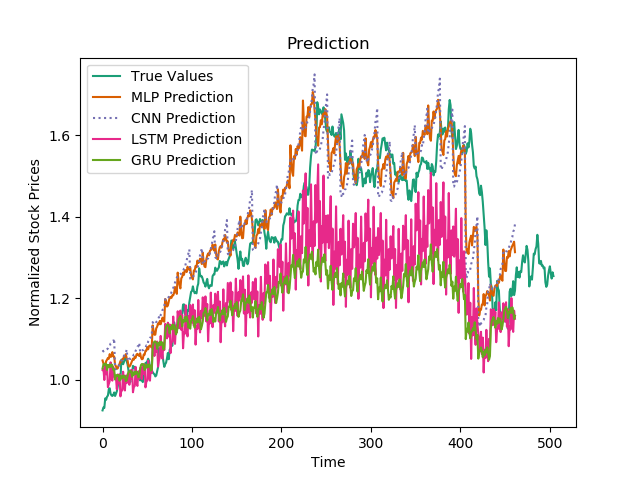 Prediction
True Values
MLP Prediction
CNN Prediction
LSTM Prediction
GRU Prediction
Normalized Stock Prices
1.6
1.4
1.2
1.0
0 100 200 300 400 500
Time